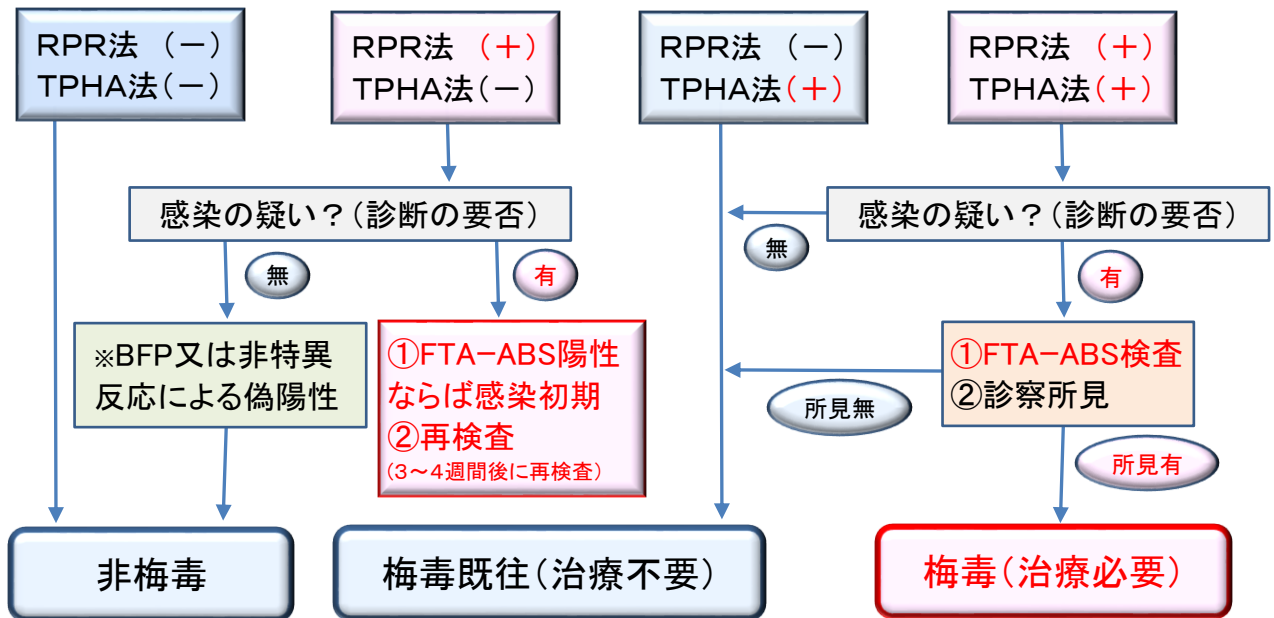 RPR法 (－)
TPHA法(－)
RPR法 (＋)
TPHA法(－)
RPR法 (－)
TPHA法(＋)
RPR法 (＋)
TPHA法(＋)
感染の疑い？(診断の要否)
感染の疑い？(診断の要否)
無
有
無
有
※BFP又は非特異
反応による偽陽性
①FTA－ABS陽性
ならば感染初期
②再検査
(3～4週間後に再検査)
①FTA－ABS検査
②診察所見
所見無
所見有
非梅毒
梅毒既往(治療不要)
梅毒(治療必要)